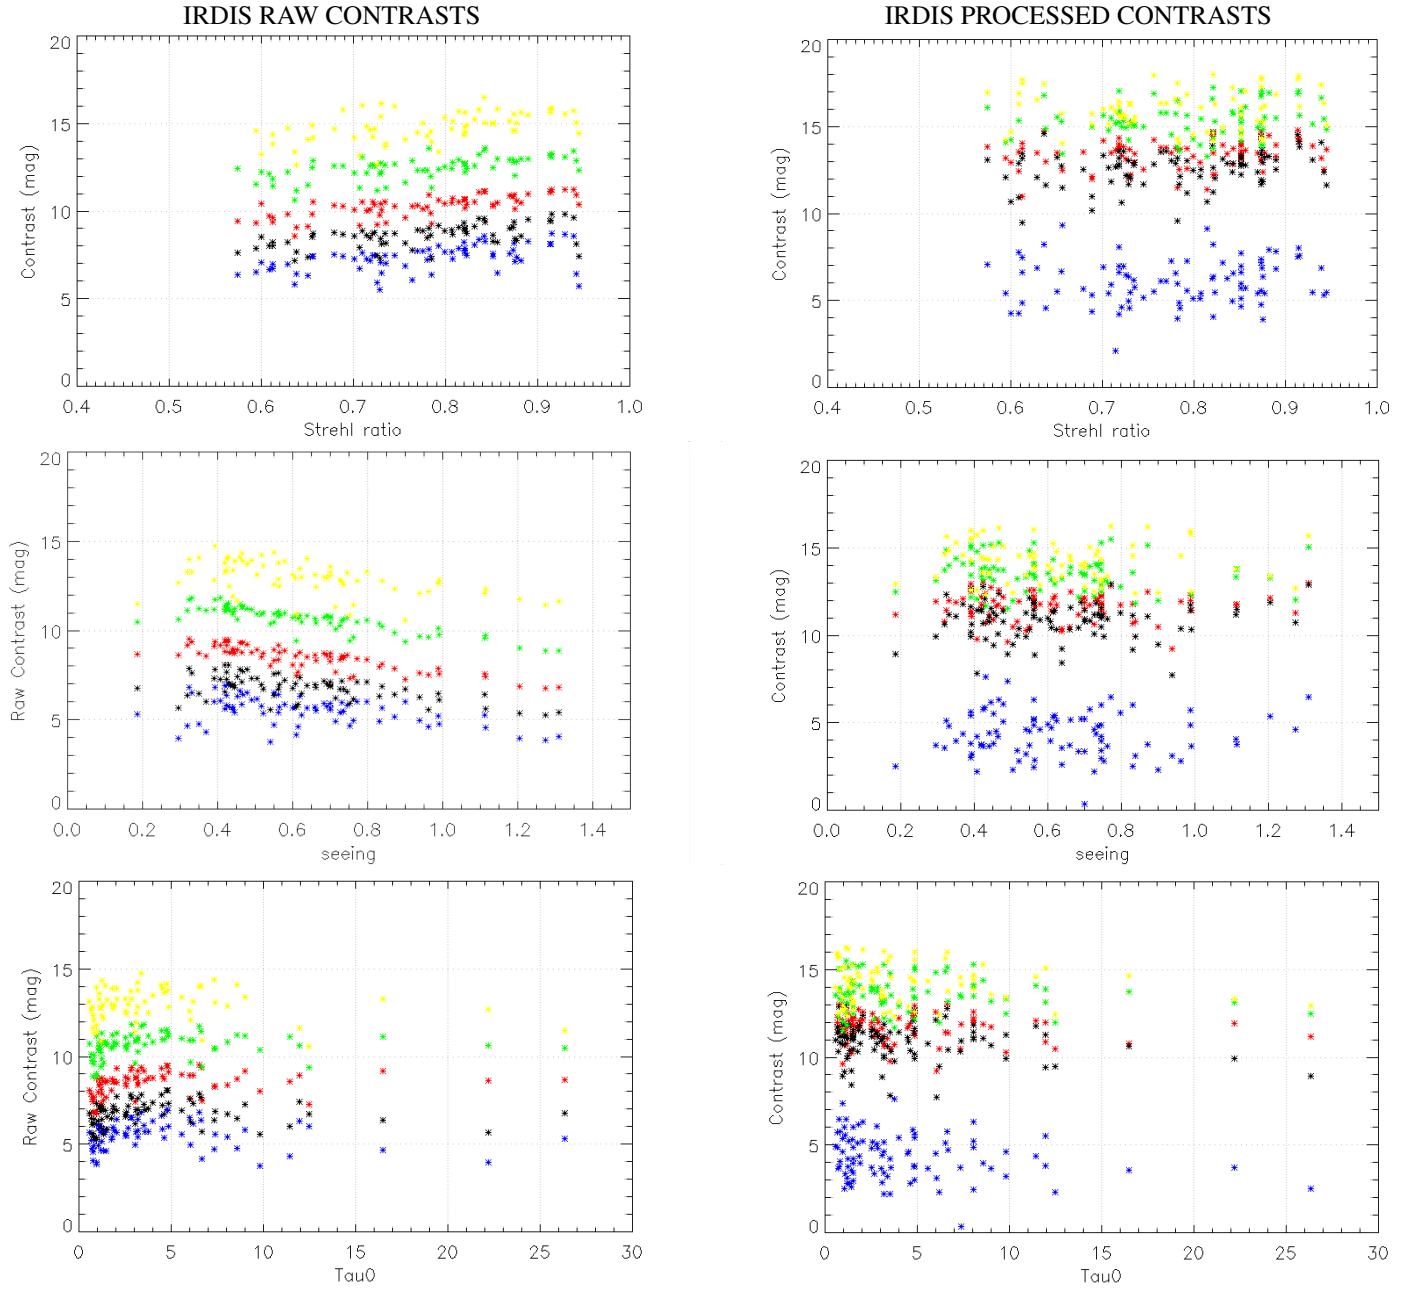 IRDIS RAW CONTRASTS
20
15
10
5
0
Contrast (mag)
0.4 0.5 0.6 0.7 0.8 0.9 1.0
Strehl ratio
IRDIS PROCESSED CONTRASTS
20
15
10
5
0
Contrast (mag)
0.4 0.5 0.6 0.7 0.8 0.9 1.0
Strehl ratio
20
15
10
5
0
Raw Contrast (mag)
0.0 0.2 0.4 0.6 0.8 1.0 1.2 1.4
seeing
20
15
10
5
0
Contrast (mag)
0.0 0.2 0.4 0.6 0.8 1.0 1.2 1.4
seeing
20
15
10
5
0
Raw Contrast (mag)
0 5 10 15 20 25 30
Tau0
20
15
10
5
0
Contrast (mag)
0 5 10 15 20 25 30
Tau0